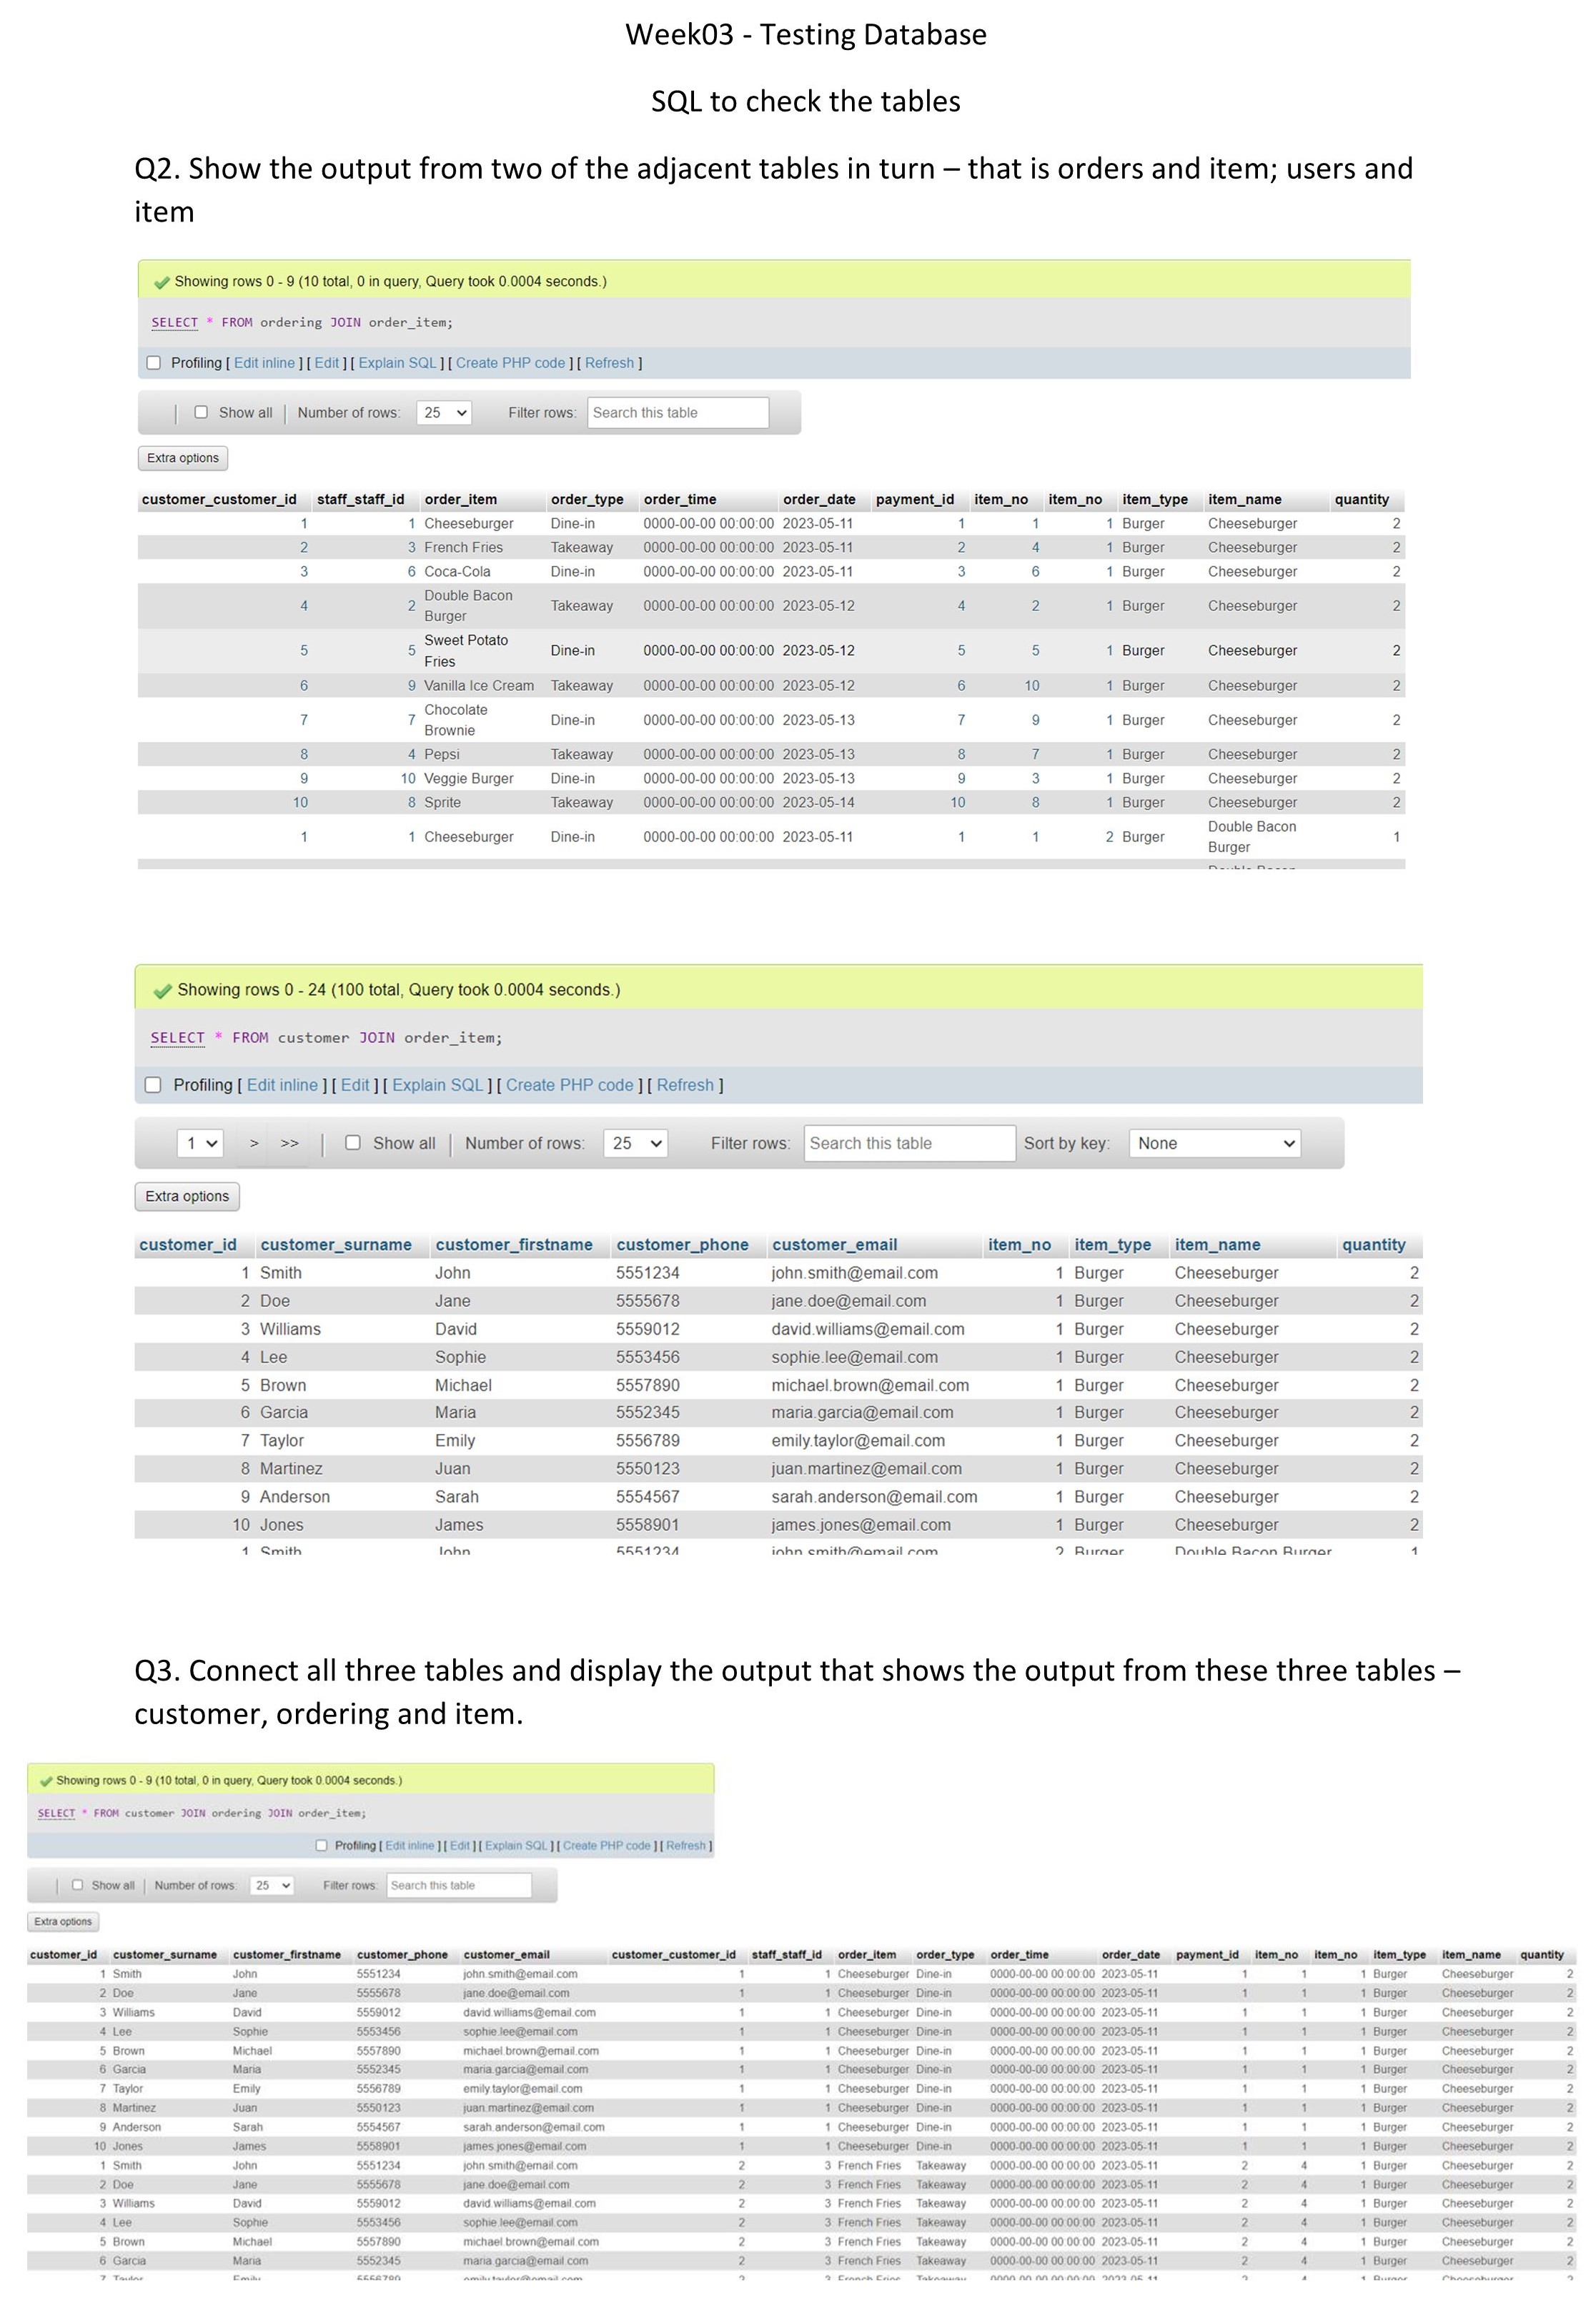 Week03 - Testing Database
SQL to check the tables
Q2. Show the output from two of the adjacent tables in turn – that is orders and item; users and
item
Showing rows 0 - 9 (10 total, 0 in query, Query took 0.0004 seconds.)
SELECT * FROM ordering JOIN order_item;
Profiling [ Edit inline ] [ Edit ] [ Explain SQL ] [ Create PHP code ] [ Refresh ]
Show all Number of rows: 25 Filter rows: Search this table
Extra options
customer_customer_id staff_staff_id order_item order_type order_time order_date payment_id item_no item_no item_type item_name quantity
1 1 Cheeseburger Dine-in 0000-00-00 00:00:00 2023-05-11 1 1 1 Burger Cheeseburger 2
2 3 French Fries Takeaway 0000-00-00 00:00:00 2023-05-11 2 4 1 Burger Cheeseburger 2
3 6 Coca-Cola Dine-in 0000-00-00 00:00:00 2023-05-11 3 6 1 Burger Cheeseburger 2
4 2 Double Bacon Burger Takeaway 0000-00-00 00:00:00 2023-05-12 4 2 1 Burger Cheeseburger 2
5 5 Sweet Potato Fries Dine-in 0000-00-00 00:00:00 2023-05-12 5 5 1 Burger Cheeseburger 2
6 9 Vanilla Ice Cream Takeaway 0000-00-00 00:00:00 2023-05-12 6 10 1 Burger Cheeseburger 2
7 7 Chocolate Brownie Dine-in 0000-00-00 00:00:00 2023-05-13 7 9 1 Burger Cheeseburger 2
8 4 Pepsi Takeaway 0000-00-00 00:00:00 2023-05-13 8 7 1 Burger Cheeseburger 2
9 10 Veggie Burger Dine-in 0000-00-00 00:00:00 2023-05-13 9 3 1 Burger Cheeseburger 2
10 8 Sprite Takeaway 0000-00-00 00:00:00 2023-05-14 10 8 1 Burger Cheeseburger 2
1 1 Cheeseburger Dine-in 0000-00-00 00:00:00 2023-05-11 1 1 2 Burger Double Bacon Burger 1
Showing rows 0 - 24 (100 total, Query took 0.0004 seconds.)
SELECT * FROM customer JOIN order_item;
Profiling [ Edit inline ] [ Edit ] [ Explain SQL ] [ Create PHP code ] [ Refresh ]
1 > >> Show all Number of rows: 25 Filter rows: Search this table Sort by key: None
Extra options
customer_id customer_surname customer_firstname customer_phone customer_email item_no item_type item_name quantity
1 Smith John 5551234 john.smith@email.com 1 Burger Cheeseburger 2
2 Doe Jane 5555678 jane.doe@email.com 1 Burger Cheeseburger 2
3 Williams David 5559012 david.williams@email.com 1 Burger Cheeseburger 2
4 Lee Sophie 5553456 sophie.lee@email.com 1 Burger Cheeseburger 2
5 Brown Michael 5557890 michael.brown@email.com 1 Burger Cheeseburger 2
6 Garcia Maria 5552345 maria.garcia@email.com 1 Burger Cheeseburger 2
7 Taylor Emily 5556789 emily.taylor@email.com 1 Burger Cheeseburger 2
8 Martinez Juan 5550123 juan.martinez@email.com 1 Burger Cheeseburger 2
9 Anderson Sarah 5554567 sarah.anderson@email.com 1 Burger Cheeseburger 2
10 Jones James 5558901 james.jones@email.com 1 Burger Cheeseburger 2
1 Smith John 5551234 john.smith@email.com 2 Burger Double Bacon Burger 1
Q3. Connect all three tables and display the output that shows the output from these three tables –
customer, ordering and item.
Showing rows 0 - 9 (10 total, 0 in query, Query took 0.0004 seconds.)
SELECT * FROM customer JOIN ordering JOIN order_item;
Profiling [ Edit inline ] [ Edit ] [ Explain SQL ] [ Create PHP code ] [ Refresh ]
Show all Number of rows: 25 Filter rows: Search this table
Extra options
customer_id customer_surname customer_firstname customer_phone customer_email customer_customer_id staff_staff_id order_item order_type order_time order_date payment_id item_no item_no item_type item_name quantity
1 Smith John 5551234 john.smith@email.com 1 1 Cheeseburger Dine-in 0000-00-00 00:00:00 2023-05-11 1 1 1 Burger Cheeseburger 2
2 Doe Jane 5555678 jane.doe@email.com 1 1 Cheeseburger Dine-in 0000-00-00 00:00:00 2023-05-11 1 1 1 Burger Cheeseburger 2
3 Williams David 5559012 david.williams@email.com 1 1 Cheeseburger Dine-in 0000-00-00 00:00:00 2023-05-11 1 1 1 Burger Cheeseburger 2
4 Lee Sophie 5553456 sophie.lee@email.com 1 1 Cheeseburger Dine-in 0000-00-00 00:00:00 2023-05-11 1 1 1 Burger Cheeseburger 2
5 Brown Michael 5557890 michael.brown@email.com 1 1 Cheeseburger Dine-in 0000-00-00 00:00:00 2023-05-11 1 1 1 Burger Cheeseburger 2
6 Garcia Maria 5552345 maria.garcia@email.com 1 1 Cheeseburger Dine-in 0000-00-00 00:00:00 2023-05-11 1 1 1 Burger Cheeseburger 2
7 Taylor Emily 5556789 emily.taylor@email.com 1 1 Cheeseburger Dine-in 0000-00-00 00:00:00 2023-05-11 1 1 1 Burger Cheeseburger 2
8 Martinez Juan 5550123 juan.martinez@email.com 1 1 Cheeseburger Dine-in 0000-00-00 00:00:00 2023-05-11 1 1 1 Burger Cheeseburger 2
9 Anderson Sarah 5554567 sarah.anderson@email.com 1 1 Cheeseburger Dine-in 0000-00-00 00:00:00 2023-05-11 1 1 1 Burger Cheeseburger 2
10 Jones James 5558901 james.jones@email.com 1 1 Cheeseburger Dine-in 0000-00-00 00:00:00 2023-05-11 1 1 1 Burger Cheeseburger 2
1 Smith John 5551234 john.smith@email.com 2 3 French Fries Takeaway 0000-00-00 00:00:00 2023-05-11 2 4 1 Burger Cheeseburger 2
2 Doe Jane 5555678 jane.doe@email.com 2 3 French Fries Takeaway 0000-00-00 00:00:00 2023-05-11 2 4 1 Burger Cheeseburger 2
3 Williams David 5559012 david.williams@email.com 2 3 French Fries Takeaway 0000-00-00 00:00:00 2023-05-11 2 4 1 Burger Cheeseburger 2
4 Lee Sophie 5553456 sophie.lee@email.com 2 3 French Fries Takeaway 0000-00-00 00:00:00 2023-05-11 2 4 1 Burger Cheeseburger 2
5 Brown Michael 5557890 michael.brown@email.com 2 3 French Fries Takeaway 0000-00-00 00:00:00 2023-05-11 2 4 1 Burger Cheeseburger 2
6 Garcia Maria 5552345 maria.garcia@email.com 2 3 French Fries Takeaway 0000-00-00 00:00:00 2023-05-11 2 4 1 Burger Cheeseburger 2